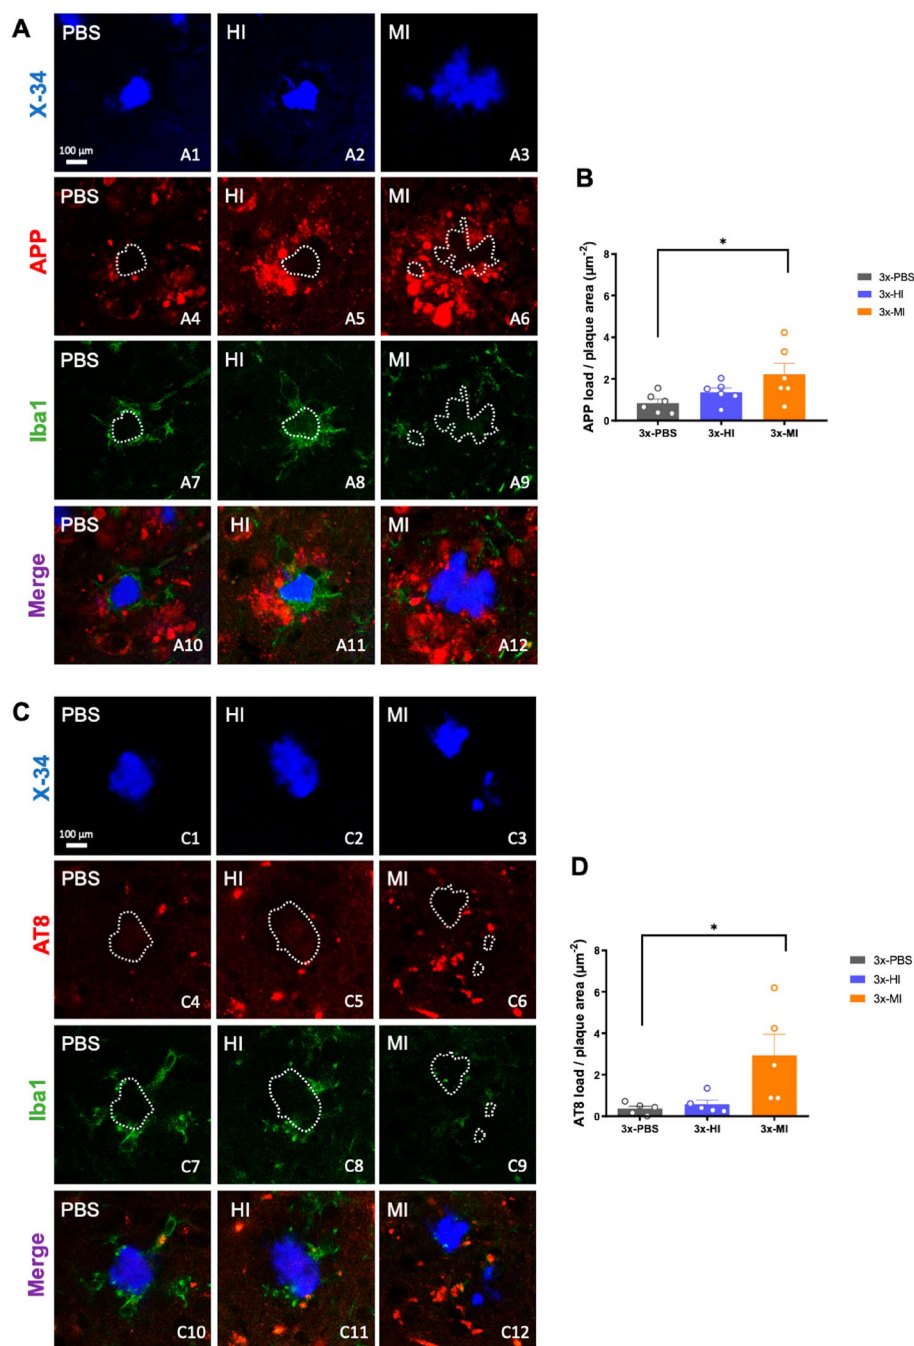 A
X-34
PBS
HI
MI
100 µm
A1
A2
A3
APP
PBS
HI
MI
A4
A5
A6
Iba1
PBS
HI
MI
A7
A8
A9
Merge
PBS
HI
MI
A10
A11
A12
B
APP load / plaque area (µm⁻²)
8
6
4
2
0
*
3x-PBS
3x-HI
3x-MI
3x-PBS
3x-HI
3x-MI
C
X-34
PBS
HI
MI
100 µm
C1
C2
C3
AT8
PBS
HI
MI
C4
C5
C6
Iba1
PBS
HI
MI
C7
C8
C9
Merge
PBS
HI
MI
C10
C11
C12
D
AT8 load / plaque area (µm⁻²)
8
6
4
2
0
*
3x-PBS
3x-HI
3x-MI
3x-PBS
3x-HI
3x-MI